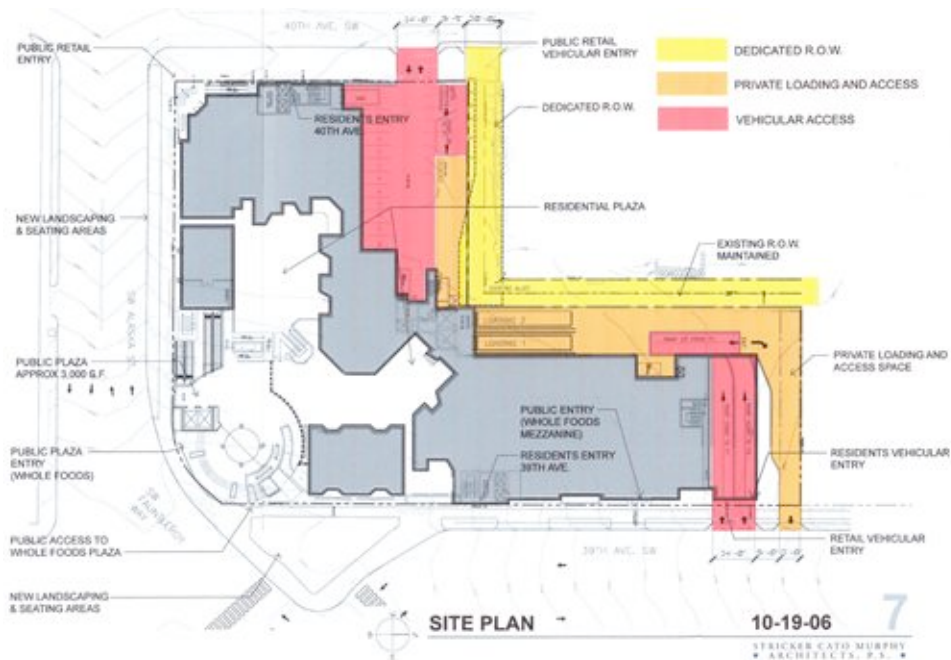 40TH AVE. SW
PUBLIC RETAIL
ENTRY
PUBLIC RETAIL
VEHICULAR ENTRY
DEDICATED R.O.W.
DEDICATED R.O.W.
PRIVATE LOADING AND ACCESS
VEHICULAR ACCESS
RESIDENTS ENTRY
40TH AVE.
RESIDENTIAL PLAZA
NEW LANDSCAPING
& SEATING AREAS
EXISTING R.O.W.
MAINTAINED
SW ALASKA ST
LOADING 2
LOADING 1
PUBLIC PLAZA
APPROX 3,000 S.F.
PRIVATE LOADING AND
ACCESS SPACE
PUBLIC ENTRY
(WHOLE FOODS
MEZZANINE)
PUBLIC PLAZA
ENTRY
(WHOLE FOODS)
RESIDENTS ENTRY
39TH AVE.
RESIDENTS VEHICULAR
ENTRY
SW
FAUNTLEROY
WAY
PUBLIC ACCESS TO
WHOLE FOODS PLAZA
39TH AVE. SW
RETAIL VEHICULAR
ENTRY
NEW LANDSCAPING
& SEATING AREAS
SITE PLAN
10-19-06
7
STRICKER CATO MURPHY
ARCHITECTS, P.S.